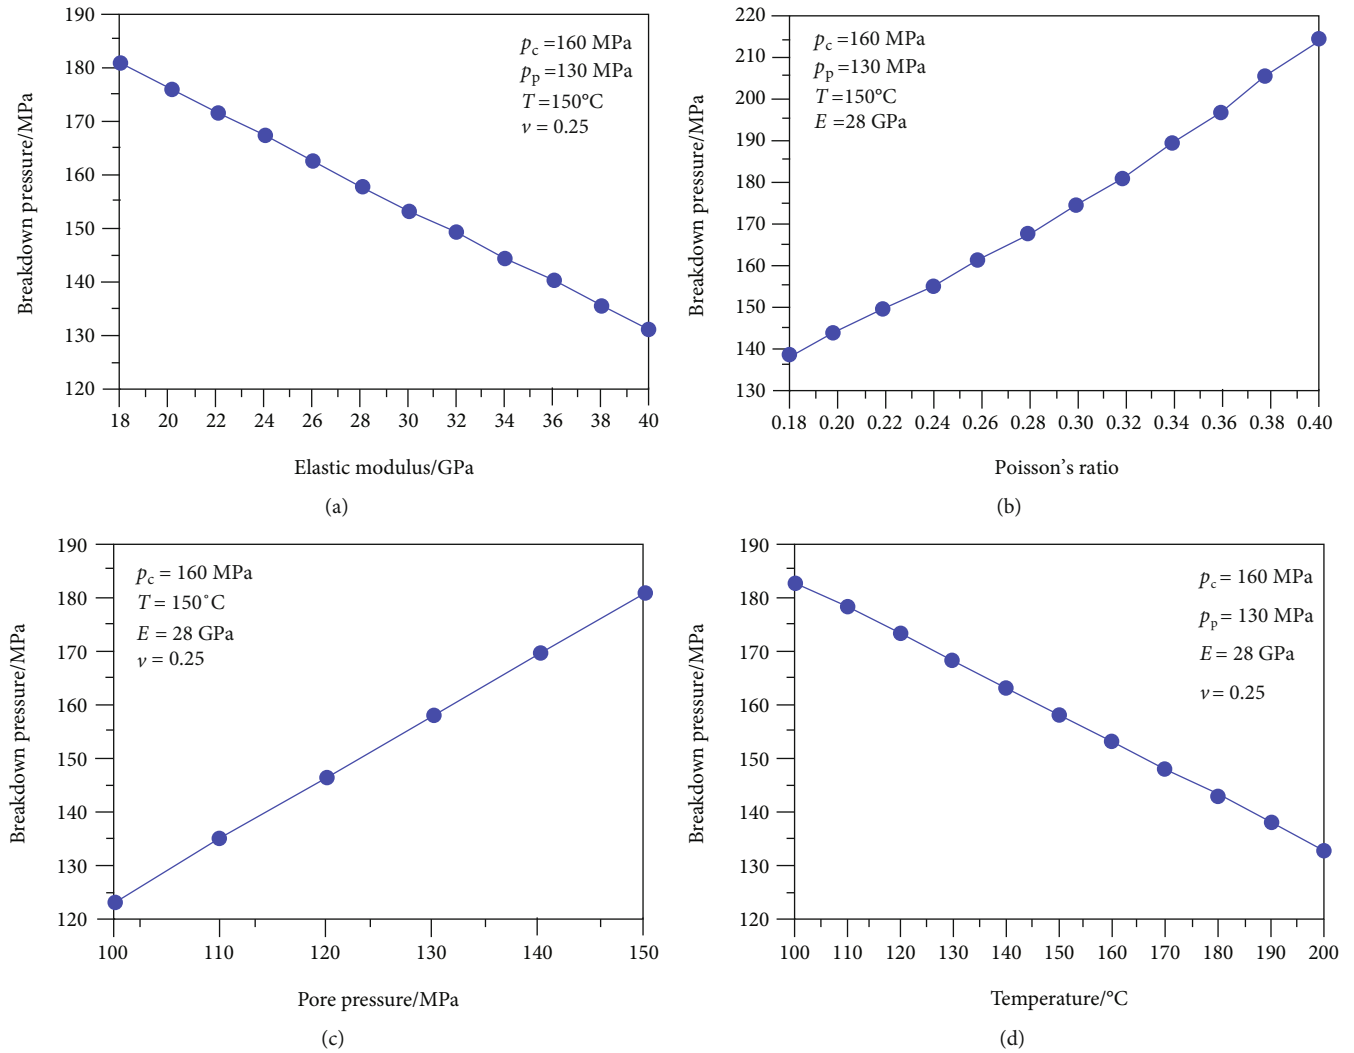 190
180
170
160
150
140
130
120
Breakdown pressure/MPa
p_c =160 MPa
p_p =130 MPa
T =150°C
ν = 0.25
18 20 22 24 26 28 30 32 34 36 38 40
Elastic modulus/GPa
(a)
220
210
200
190
180
170
160
150
140
130
Breakdown pressure/MPa
p_c =160 MPa
p_p =130 MPa
T =150°C
E =28 GPa
0.18 0.20 0.22 0.24 0.26 0.28 0.30 0.32 0.34 0.36 0.38 0.40
Poisson’s ratio
(b)
190
180
170
160
150
140
130
120
Breakdown pressure/MPa
p_c = 160 MPa
T = 150˚C
E = 28 GPa
ν = 0.25
100 110 120 130 140 150
Pore pressure/MPa
(c)
190
180
170
160
150
140
130
120
Breakdown pressure/MPa
p_c = 160 MPa
p_p = 130 MPa
E = 28 GPa
ν = 0.25
100 110 120 130 140 150 160 170 180 190 200
Temperature/°C
(d)